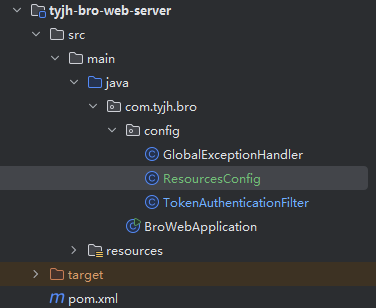 tyjh-bro-web-server
src
main
java
com.tyjh.bro
config
GlobalExceptionHandler
ResourcesConfig
TokenAuthenticationFilter
BroWebApplication
resources
target
m pom.xml